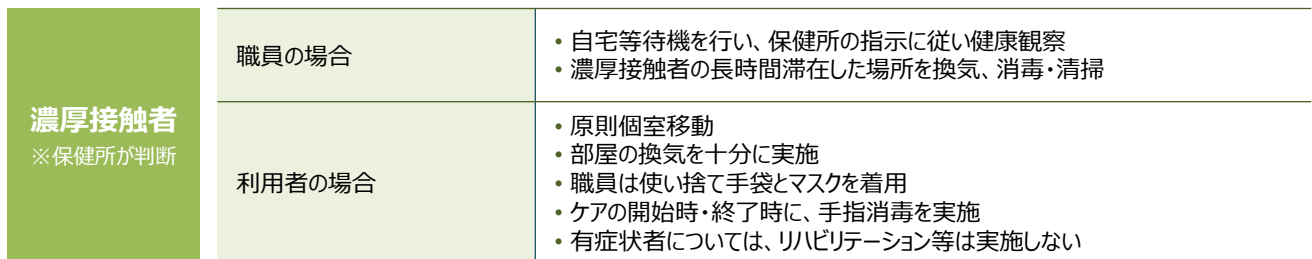 濃厚接触者
※保健所が判断
職員の場合
• 自宅等待機を行い、保健所の指示に従い健康観察
• 濃厚接触者の長時間滞在した場所を換気、消毒・清掃
利用者の場合
• 原則個室移動
• 部屋の換気を十分に実施
• 職員は使い捨て手袋とマスクを着用
• ケアの開始時・終了時に、手指消毒を実施
• 有症状者については、リハビリテーション等は実施しない